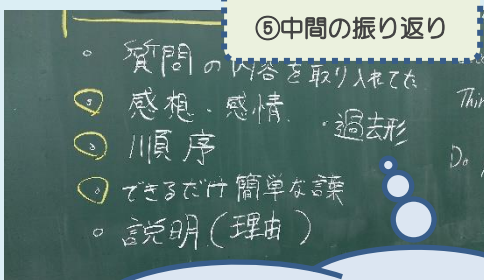 ⑤中間の振り返り
。質問の内容を取り入れてた
感想・感情
・過去形
順序
できるだけ簡単な
。説明(理由)
Thin
Do